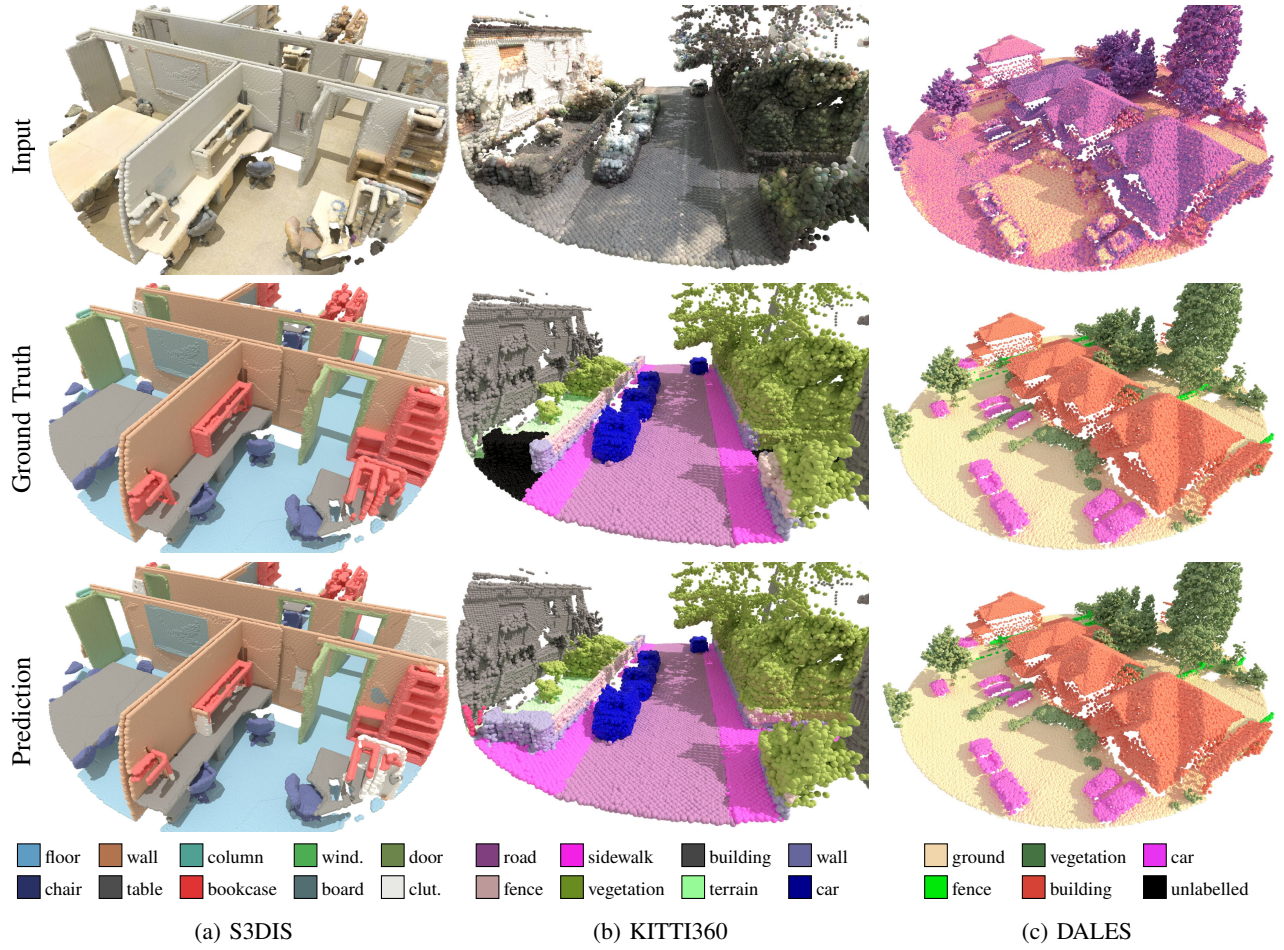 Input
Ground Truth
Prediction
floor wall column wind. door
chair table bookcase board clut.
road sidewalk building wall
fence vegetation terrain car
ground vegetation car
fence building unlabelled
(a) S3DIS
(b) KITTI360
(c) DALES